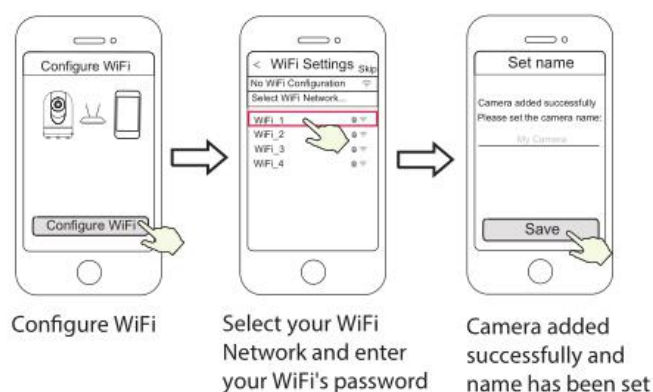 Configure WiFi
Configure WiFi
Configure WiFi
< WiFi Settings Skip
No WiFi Configuration
Select WiFi Network...
WiFi_1
WiFi_2
WiFi_3
WiFi_4
Select your WiFi
Network and enter
your WiFi's password
Set name
Camera added successfully
Please set the camera name:
My Camera
Save
Camera added
successfully and
name has been set